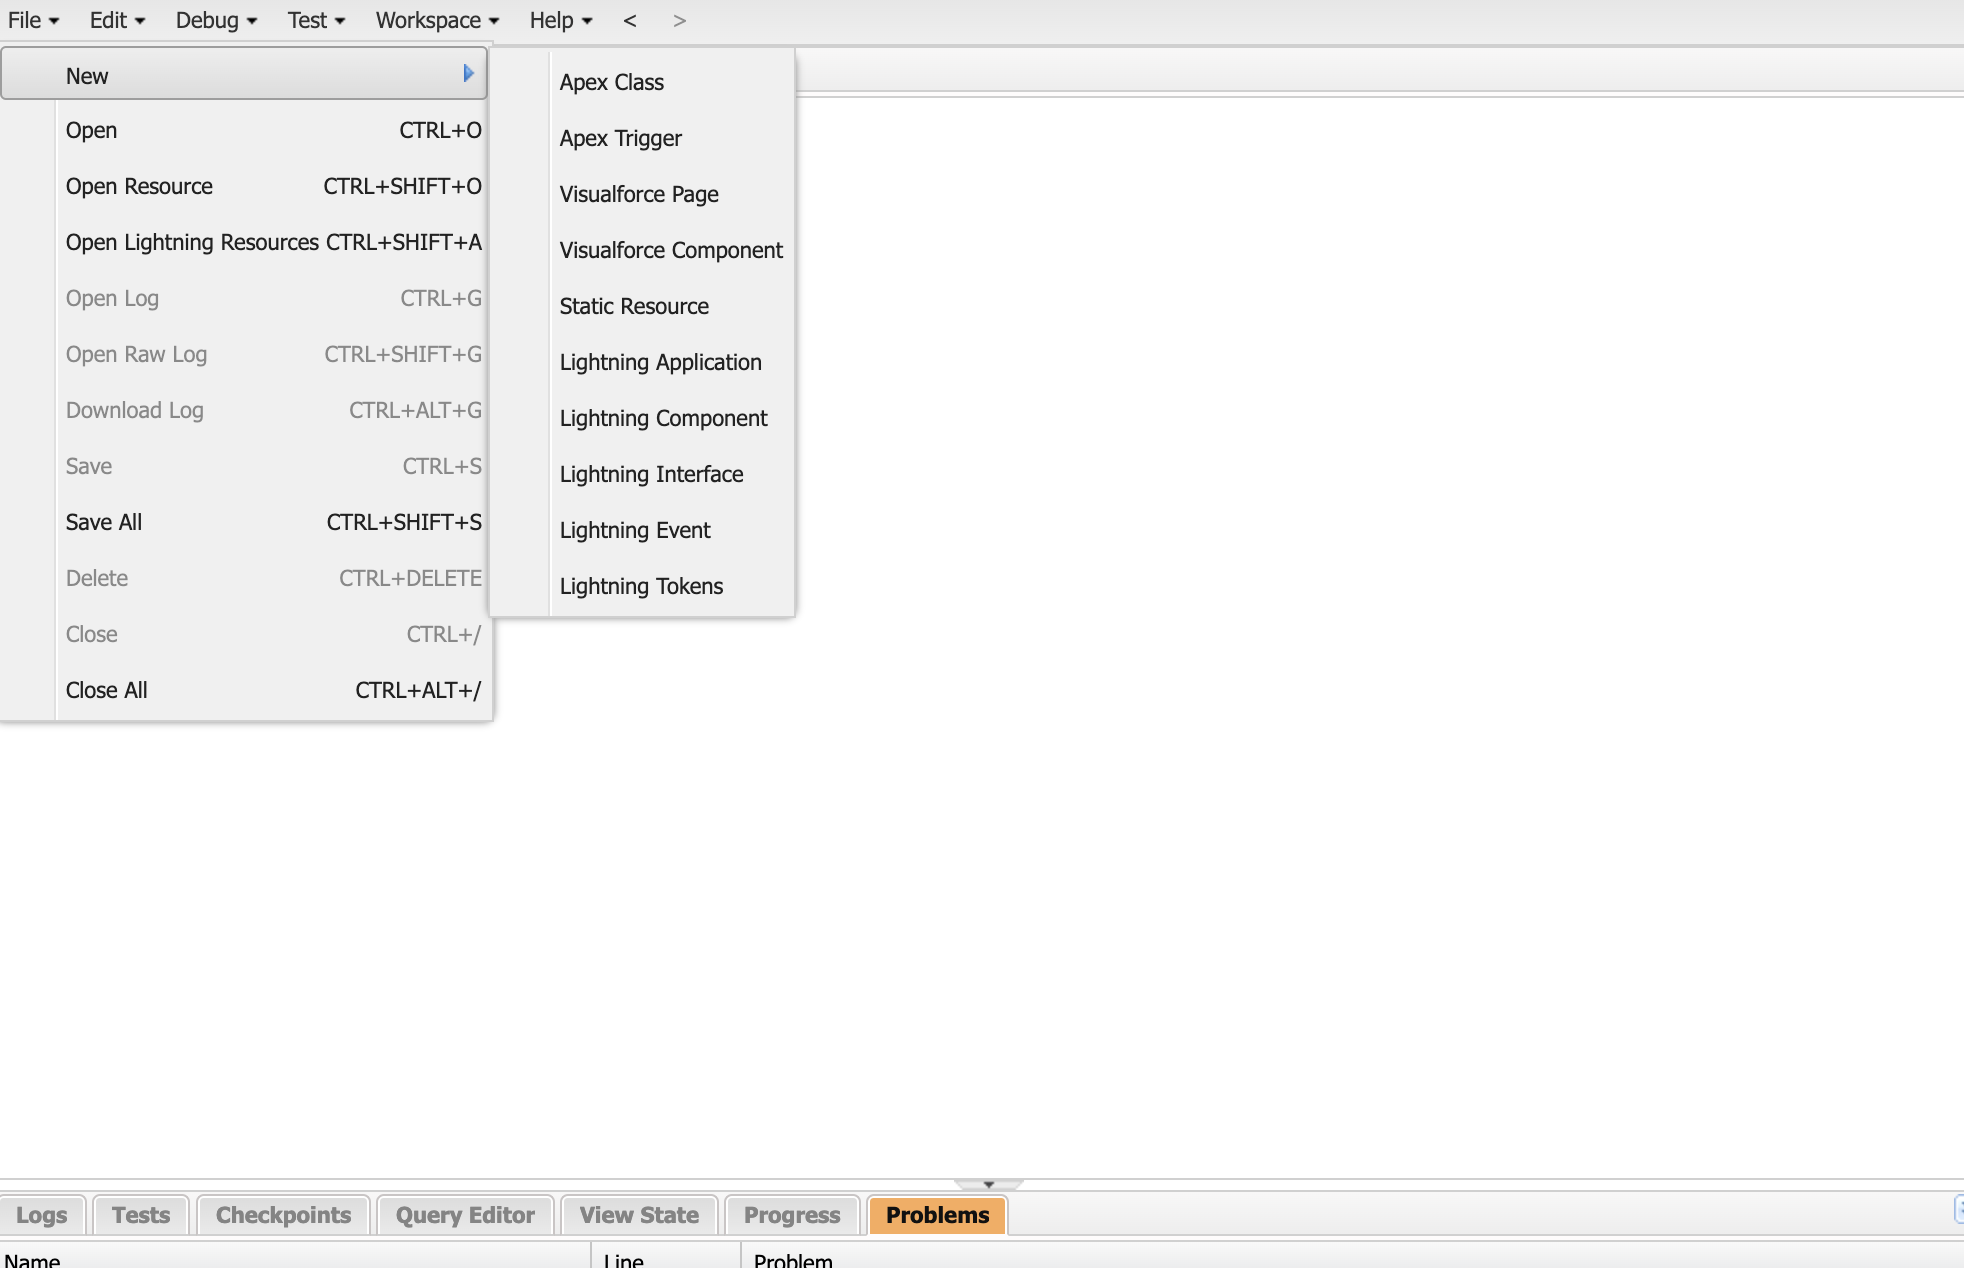 File Edit Debug Test Workspace Help < >
New
Open CTRL+O
Open Resource CTRL+SHIFT+O
Open Lightning Resources CTRL+SHIFT+A
Open Log CTRL+G
Open Raw Log CTRL+SHIFT+G
Download Log CTRL+ALT+G
Save CTRL+S
Save All CTRL+SHIFT+S
Delete CTRL+DELETE
Close CTRL+/
Close All CTRL+ALT+/
Apex Class
Apex Trigger
Visualforce Page
Visualforce Component
Static Resource
Lightning Application
Lightning Component
Lightning Interface
Lightning Event
Lightning Tokens
Logs Tests Checkpoints Query Editor View State Progress Problems
Name Line Problem